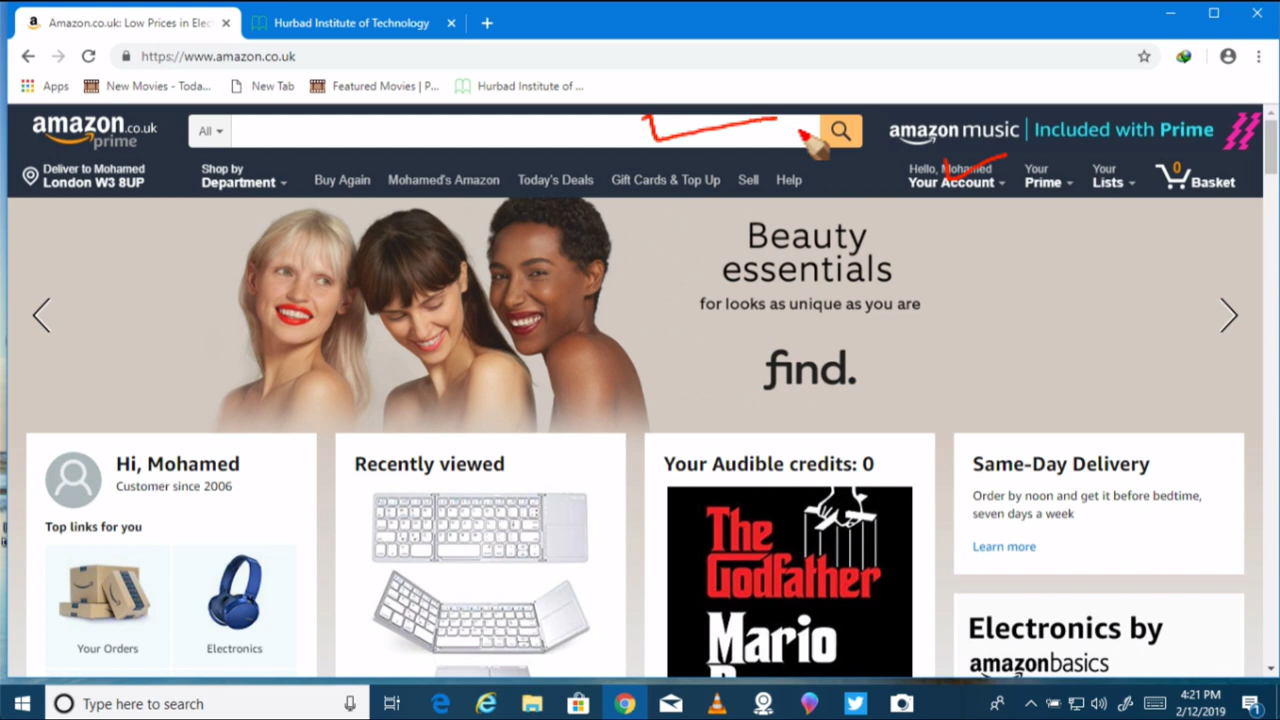 Amazon.co.uk: Low Prices in Elec
Hurbad Institute of Technology
https://www.amazon.co.uk
Apps
New Movies - Toda...
New Tab
Featured Movies | P...
Hurbad Institute of ...
amazon.co.uk
prime
All
amazon music | Included with Prime
Deliver to Mohamed
London W3 8UP
Shop by
Department
Buy Again
Mohamed's Amazon
Today's Deals
Gift Cards & Top Up
Sell
Help
Hello, Mohamed
Your Account
Your
Prime
Your
Lists
0
Basket
Beauty
essentials
for looks as unique as you are
find.
Hi, Mohamed
Customer since 2006
Top links for you
Your Orders
Electronics
Recently viewed
Your Audible credits: 0
The
Godfather
Mario
Same-Day Delivery
Order by noon and get it before bedtime,
seven days a week
Learn more
Electronics by
amazonbasics
Type here to search
4:21 PM
2/12/2019
1